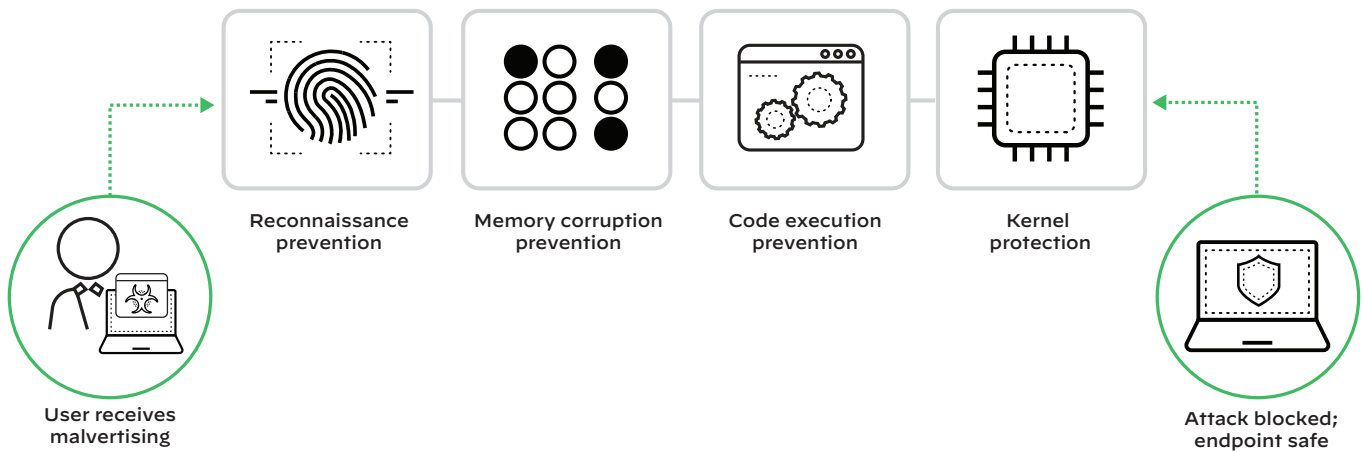 Reconnaissance
prevention
Memory corruption
prevention
Code execution
prevention
Kernel
protection
User receives
malvertising
Attack blocked;
endpoint safe